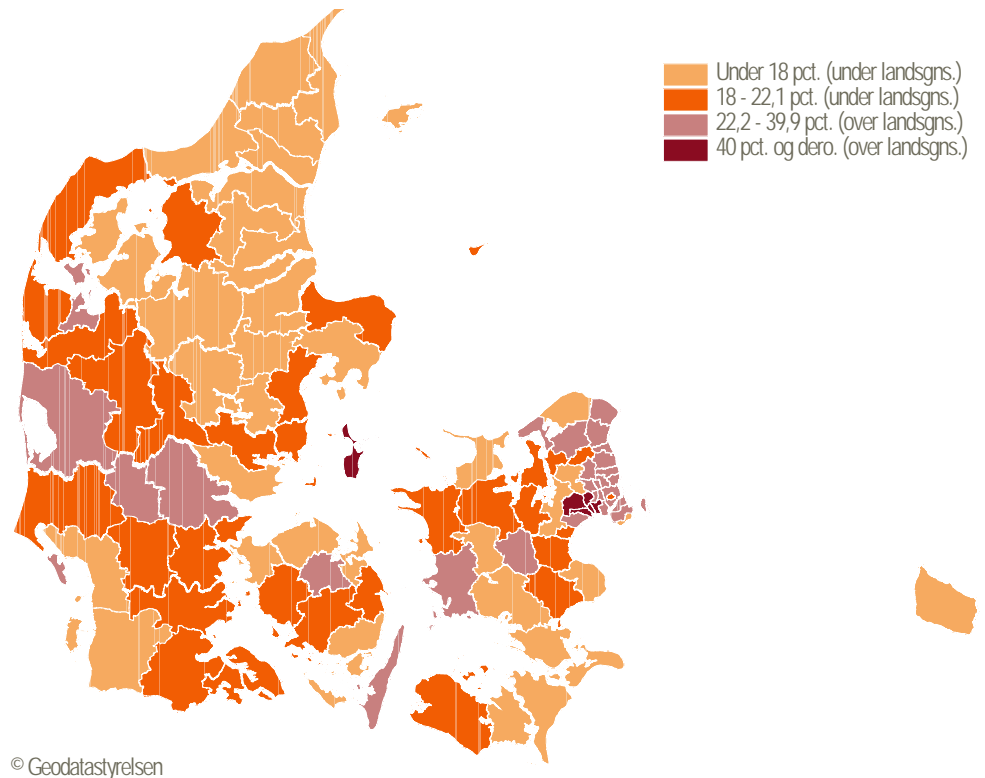 Under 18 pct. (under landsgns.)
18 - 22,1 pct. (under landsgns.)
22,2 - 39,9 pct. (over landsgns.)
40 pct. og dero. (over landsgns.)
© Geodatastyrelsen